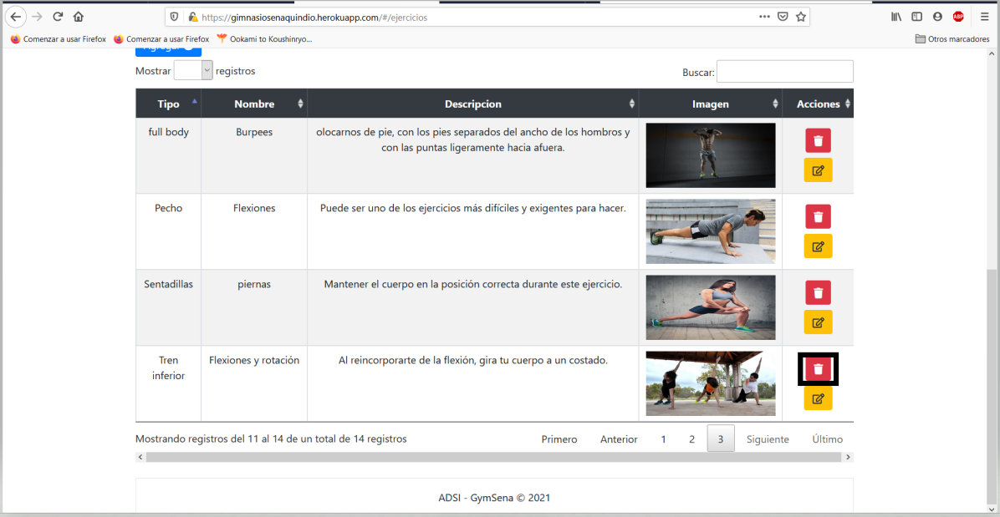 https://gimnasiosenaquindio.herokuapp.com/#/ejercicios
ABP
Comenzar a usar Firefox Comenzar a usar Firefox Ookami to Koushinryo... Otros marcadores
Agregar
Mostrar registros Buscar:
Tipo Nombre Descripcion Imagen Acciones
full body Burpees olocarnos de pie, con los pies separados del ancho de los hombros y
con las puntas ligeramente hacia afuera.
Pecho Flexiones Puede ser uno de los ejercicios más difíciles y exigentes para hacer.
Sentadillas piernas Mantener el cuerpo en la posición correcta durante este ejercicio.
Tren Flexiones y rotación Al reincorporarte de la flexión, gira tu cuerpo a un costado.
inferior
Mostrando registros del 11 al 14 de un total de 14 registros Primero Anterior 1 2 3 Siguiente Último
ADSI - GymSena © 2021